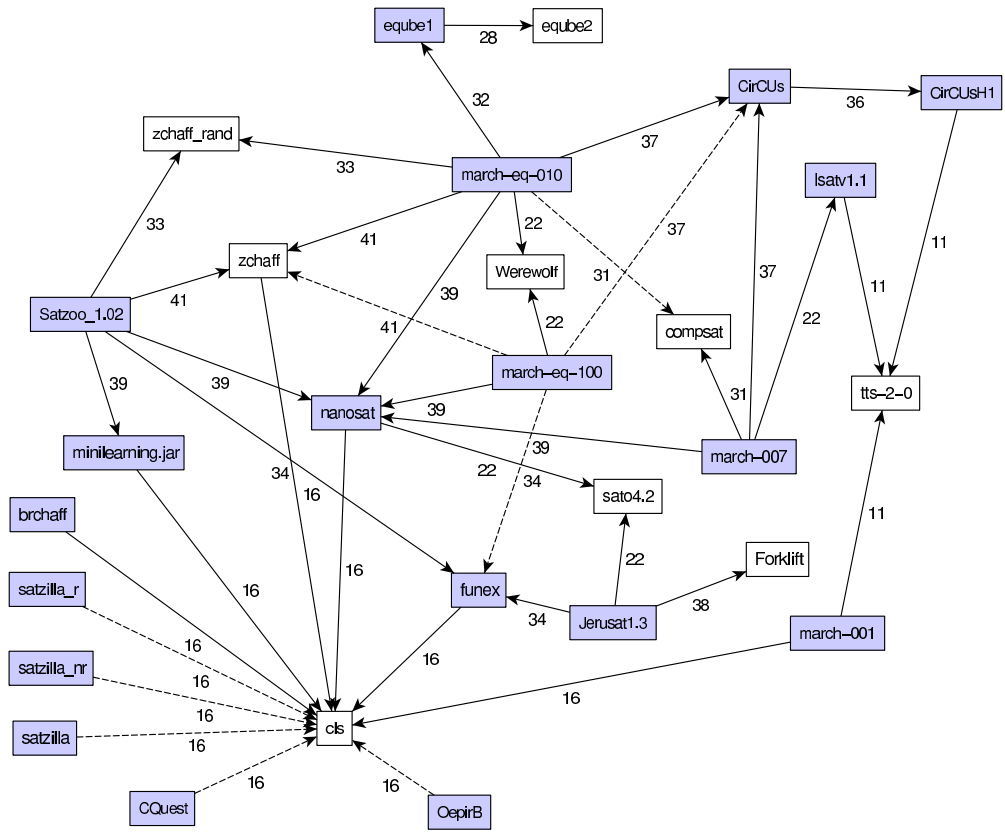 eqube1
28
eqube2
32
CirCUs
36
CirCUsH1
zchaff_rand
33
march-eq-010
37
lsatv1.1
33
41
22
37
11
zchaff
Werewolf
31
37
Satzoo_1.02
41
39
41
22
compsat
11
22
39
39
march-eq-100
31
tts-2-0
nanosat
39
minilearning.jar
39
march-007
34
16
22
34
sato4.2
brchaff
11
16
22
Forklift
satzilla_r
16
funex
34
Jerusat1.3
38
march-001
16
16
satzilla_nr
16
16
satzilla
16
cls
16
CQuest
16
16
OepirB